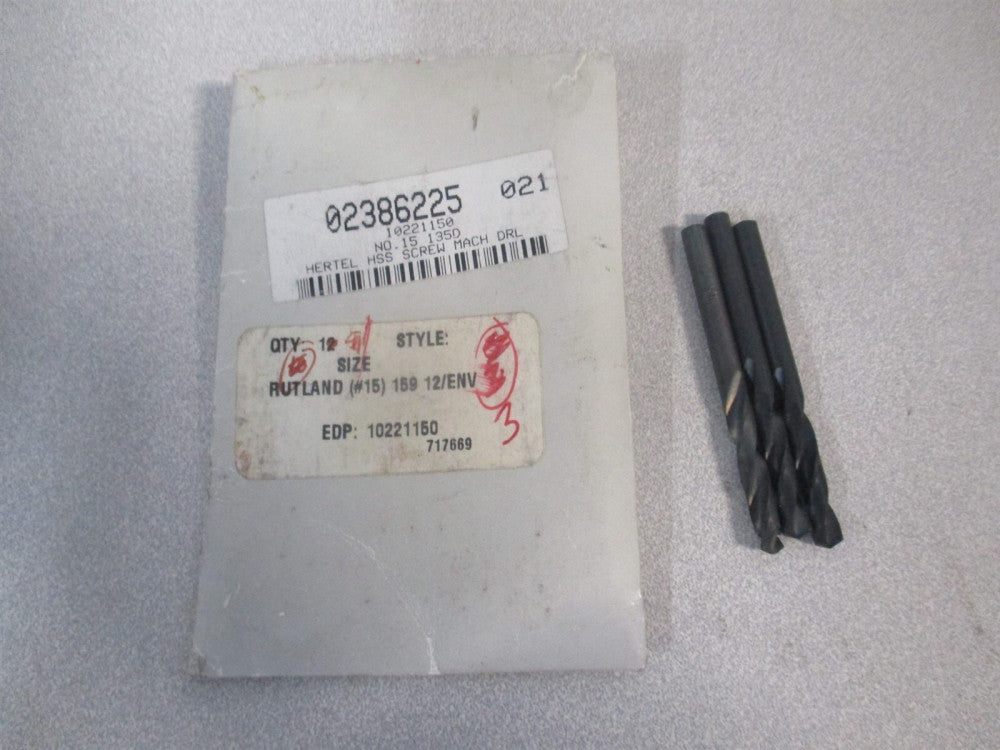 02386225 021
10221150
NO.15 135D
HERTEL HSS SCREW MACH DRL
QTY: 12 STYLE:
SIZE
RUTLAND (#15) 159 12/ENV
3
EDP: 10221150
717669